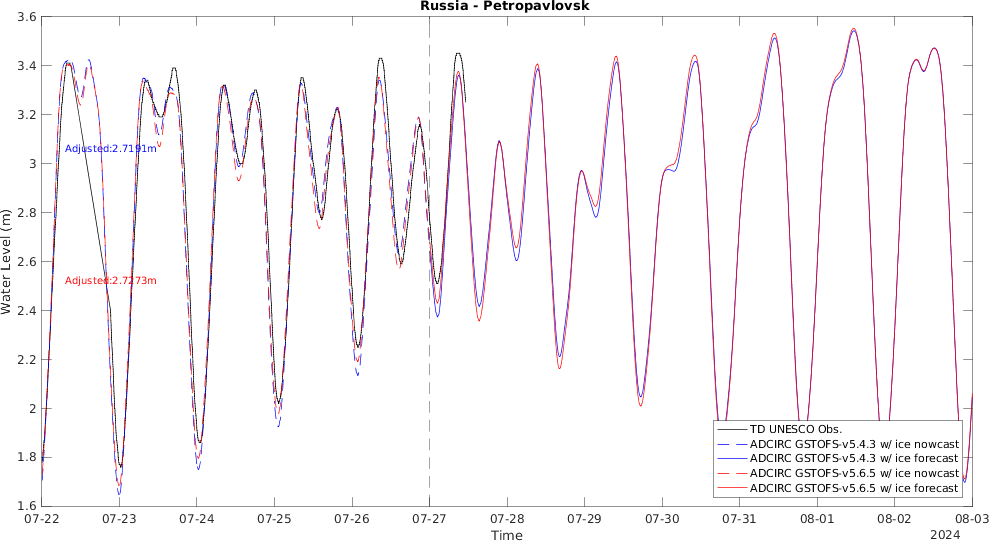 Russia - Petropavlovsk
3.6
3.4
3.2
3
2.8
2.6
2.4
2.2
2
1.8
1.6
Water Level (m)
Adjusted:2.7191m
Adjusted:2.7273m
TD UNESCO Obs.
ADCIRC GSTOFS-v5.4.3 w/ ice nowcast
ADCIRC GSTOFS-v5.4.3 w/ ice forecast
ADCIRC GSTOFS-v5.6.5 w/ ice nowcast
ADCIRC GSTOFS-v5.6.5 w/ ice forecast
07-22 07-23 07-24 07-25 07-26 07-27 07-28 07-29 07-30 07-31 08-01 08-02 08-03
Time
2024